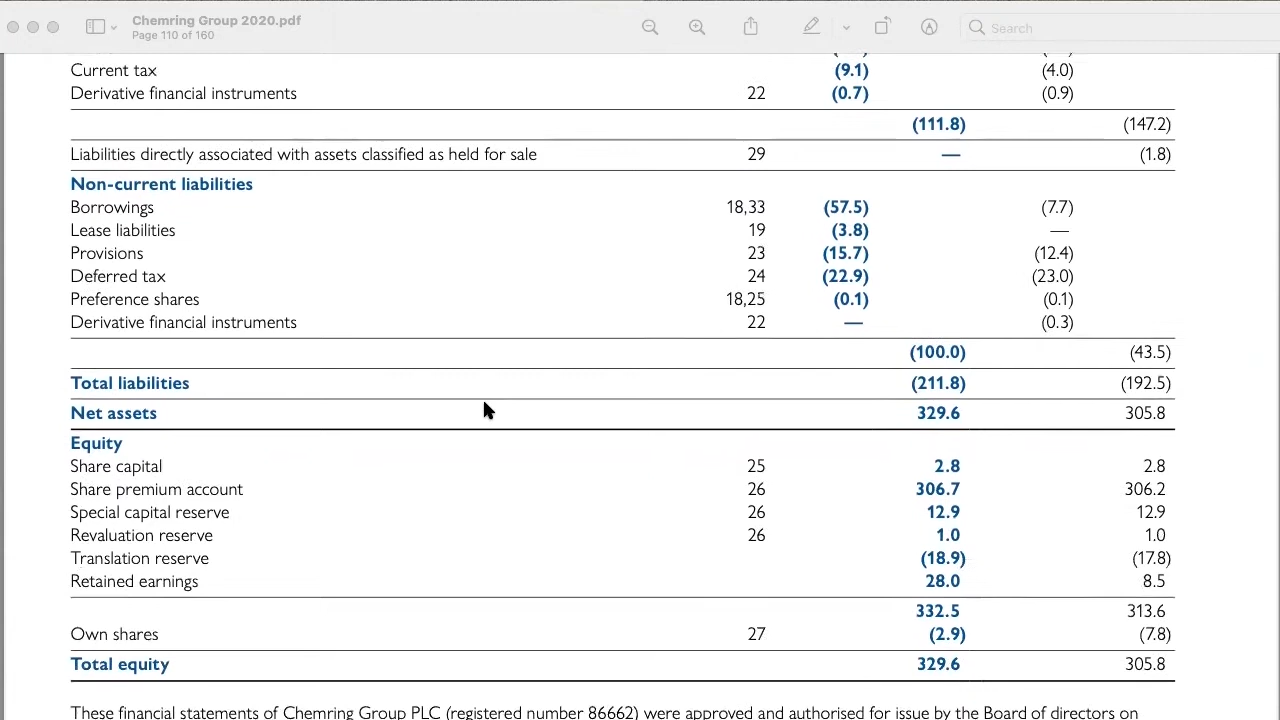 Chemring Group 2020.pdf
Page 110 of 160
Search
Current tax (9.1) (4.0)
Derivative financial instruments 22 (0.7) (0.9)
(111.8) (147.2)
Liabilities directly associated with assets classified as held for sale 29 — (1.8)
Non-current liabilities
Borrowings 18,33 (57.5) (7.7)
Lease liabilities 19 (3.8) —
Provisions 23 (15.7) (12.4)
Deferred tax 24 (22.9) (23.0)
Preference shares 18,25 (0.1) (0.1)
Derivative financial instruments 22 — (0.3)
(100.0) (43.5)
Total liabilities (211.8) (192.5)
Net assets 329.6 305.8
Equity
Share capital 25 2.8 2.8
Share premium account 26 306.7 306.2
Special capital reserve 26 12.9 12.9
Revaluation reserve 26 1.0 1.0
Translation reserve (18.9) (17.8)
Retained earnings 28.0 8.5
332.5 313.6
Own shares 27 (2.9) (7.8)
Total equity 329.6 305.8
These financial statements of Chemring Group PLC (registered number 86662) were approved and authorised for issue by the Board of directors on